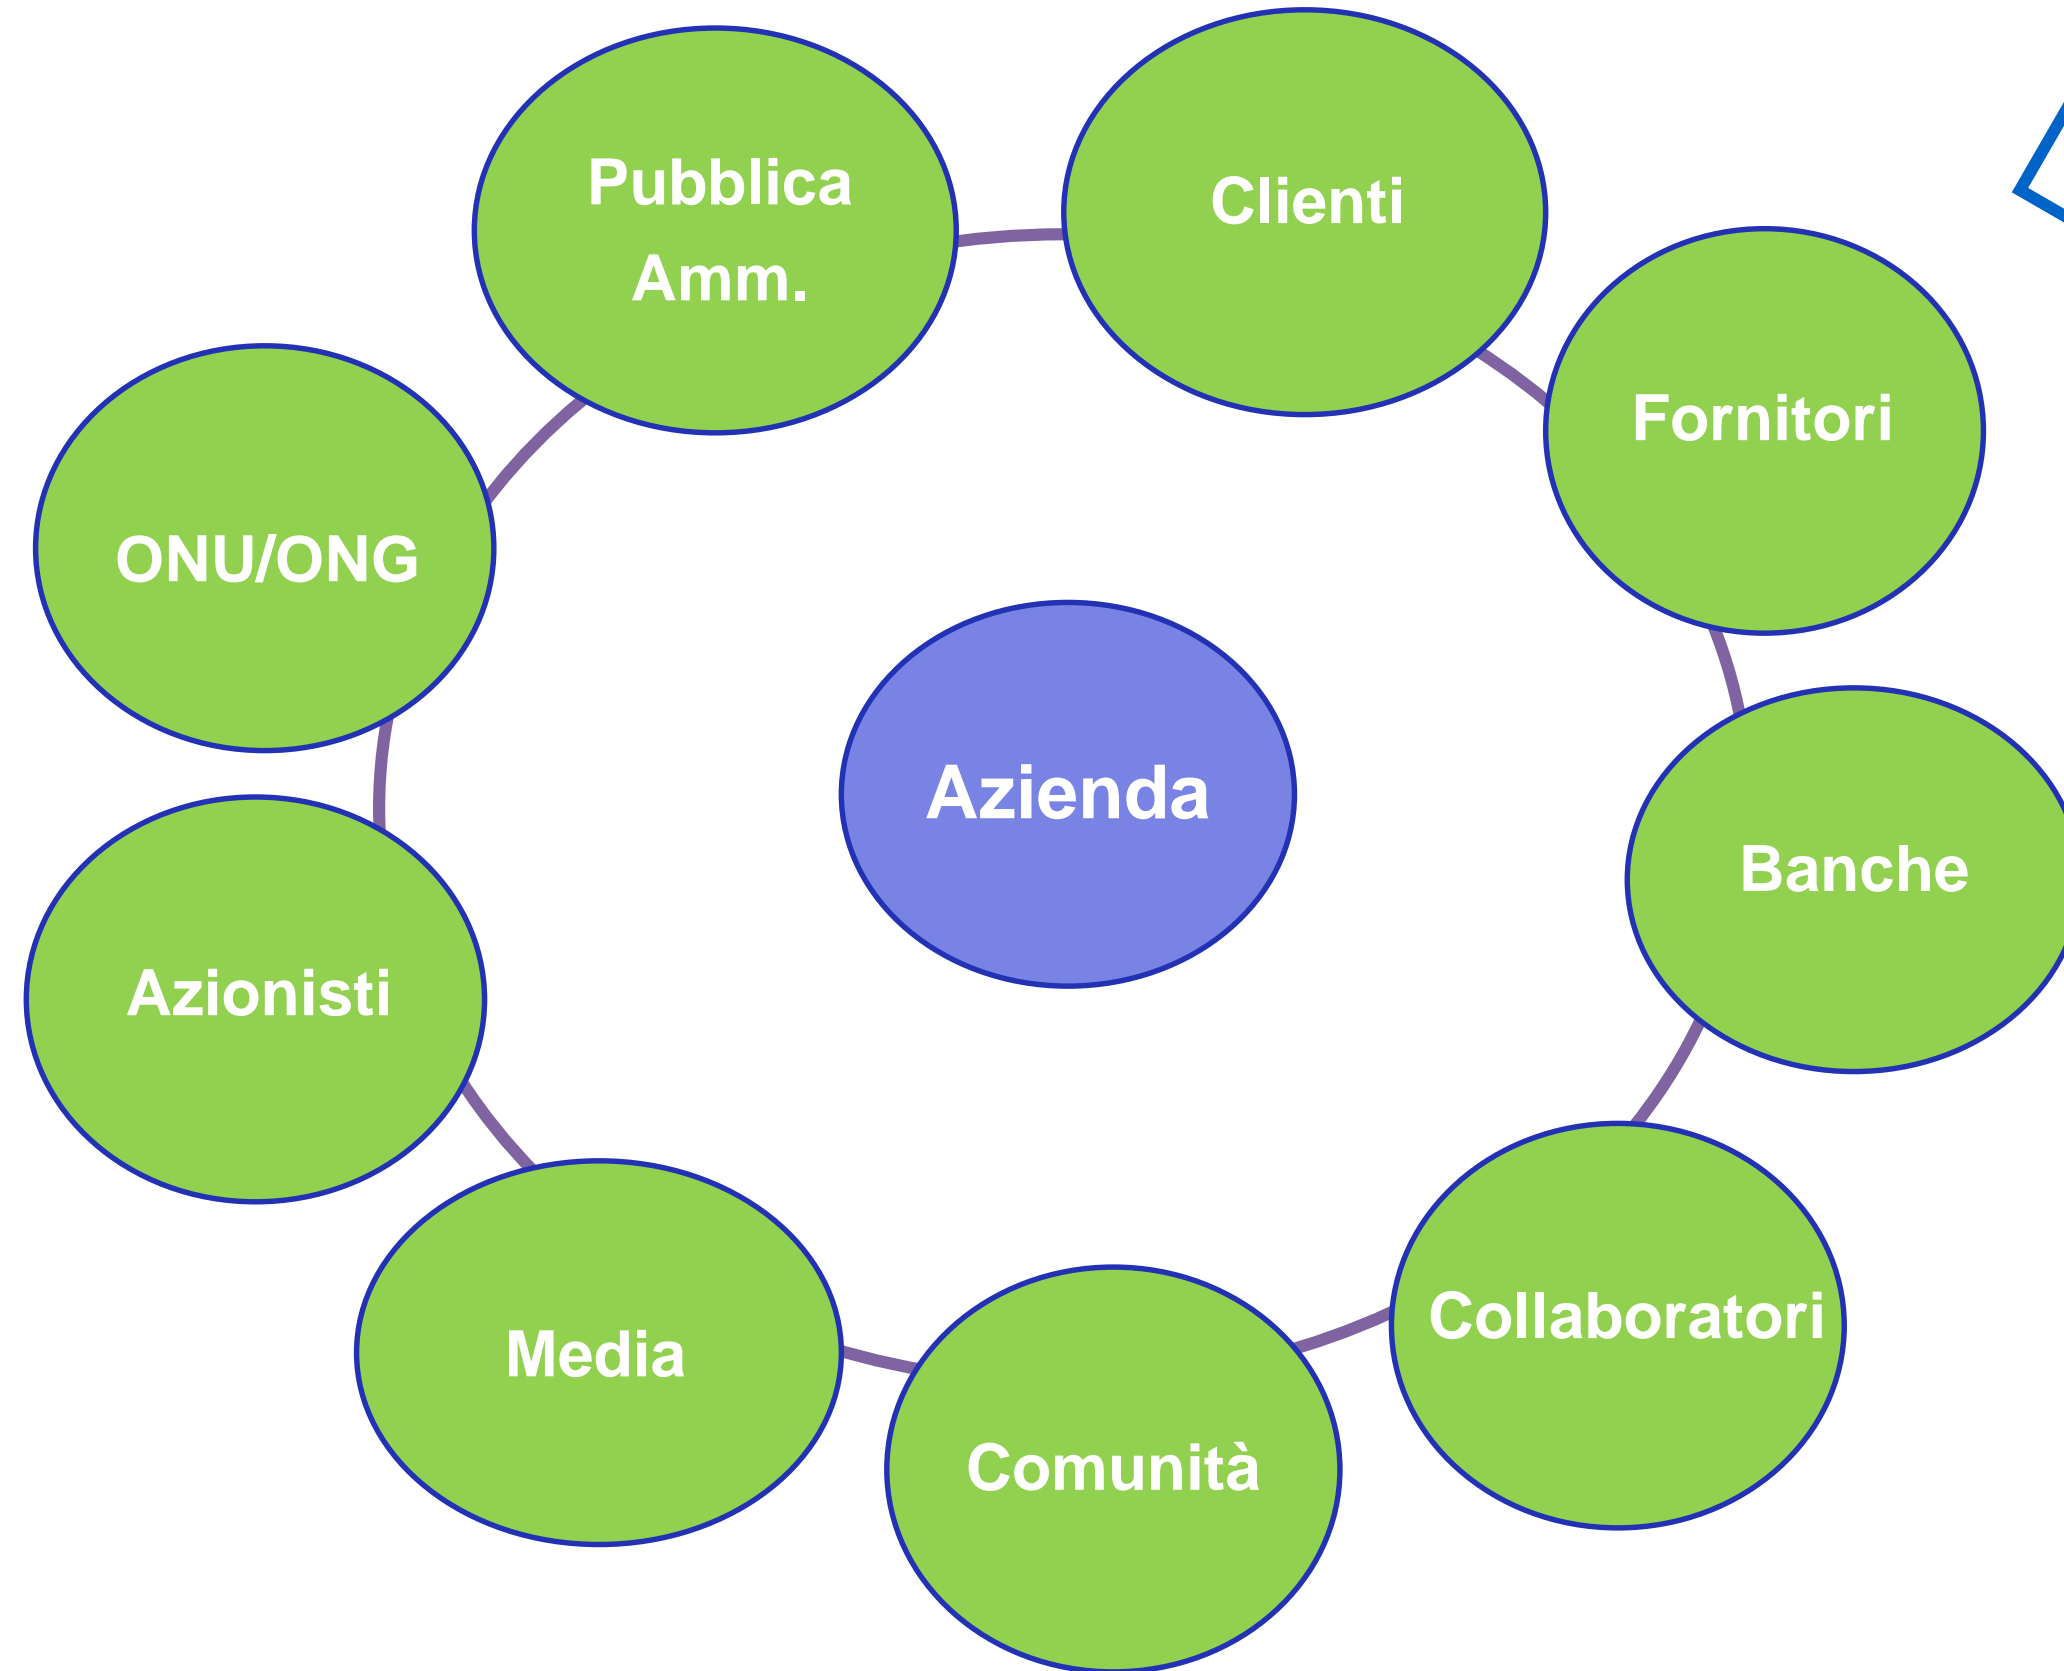 Pubblica
Amm.
Clienti
Fornitori
ONU/ONG
Azienda
Banche
Azionisti
Collaboratori
Media
Comunità